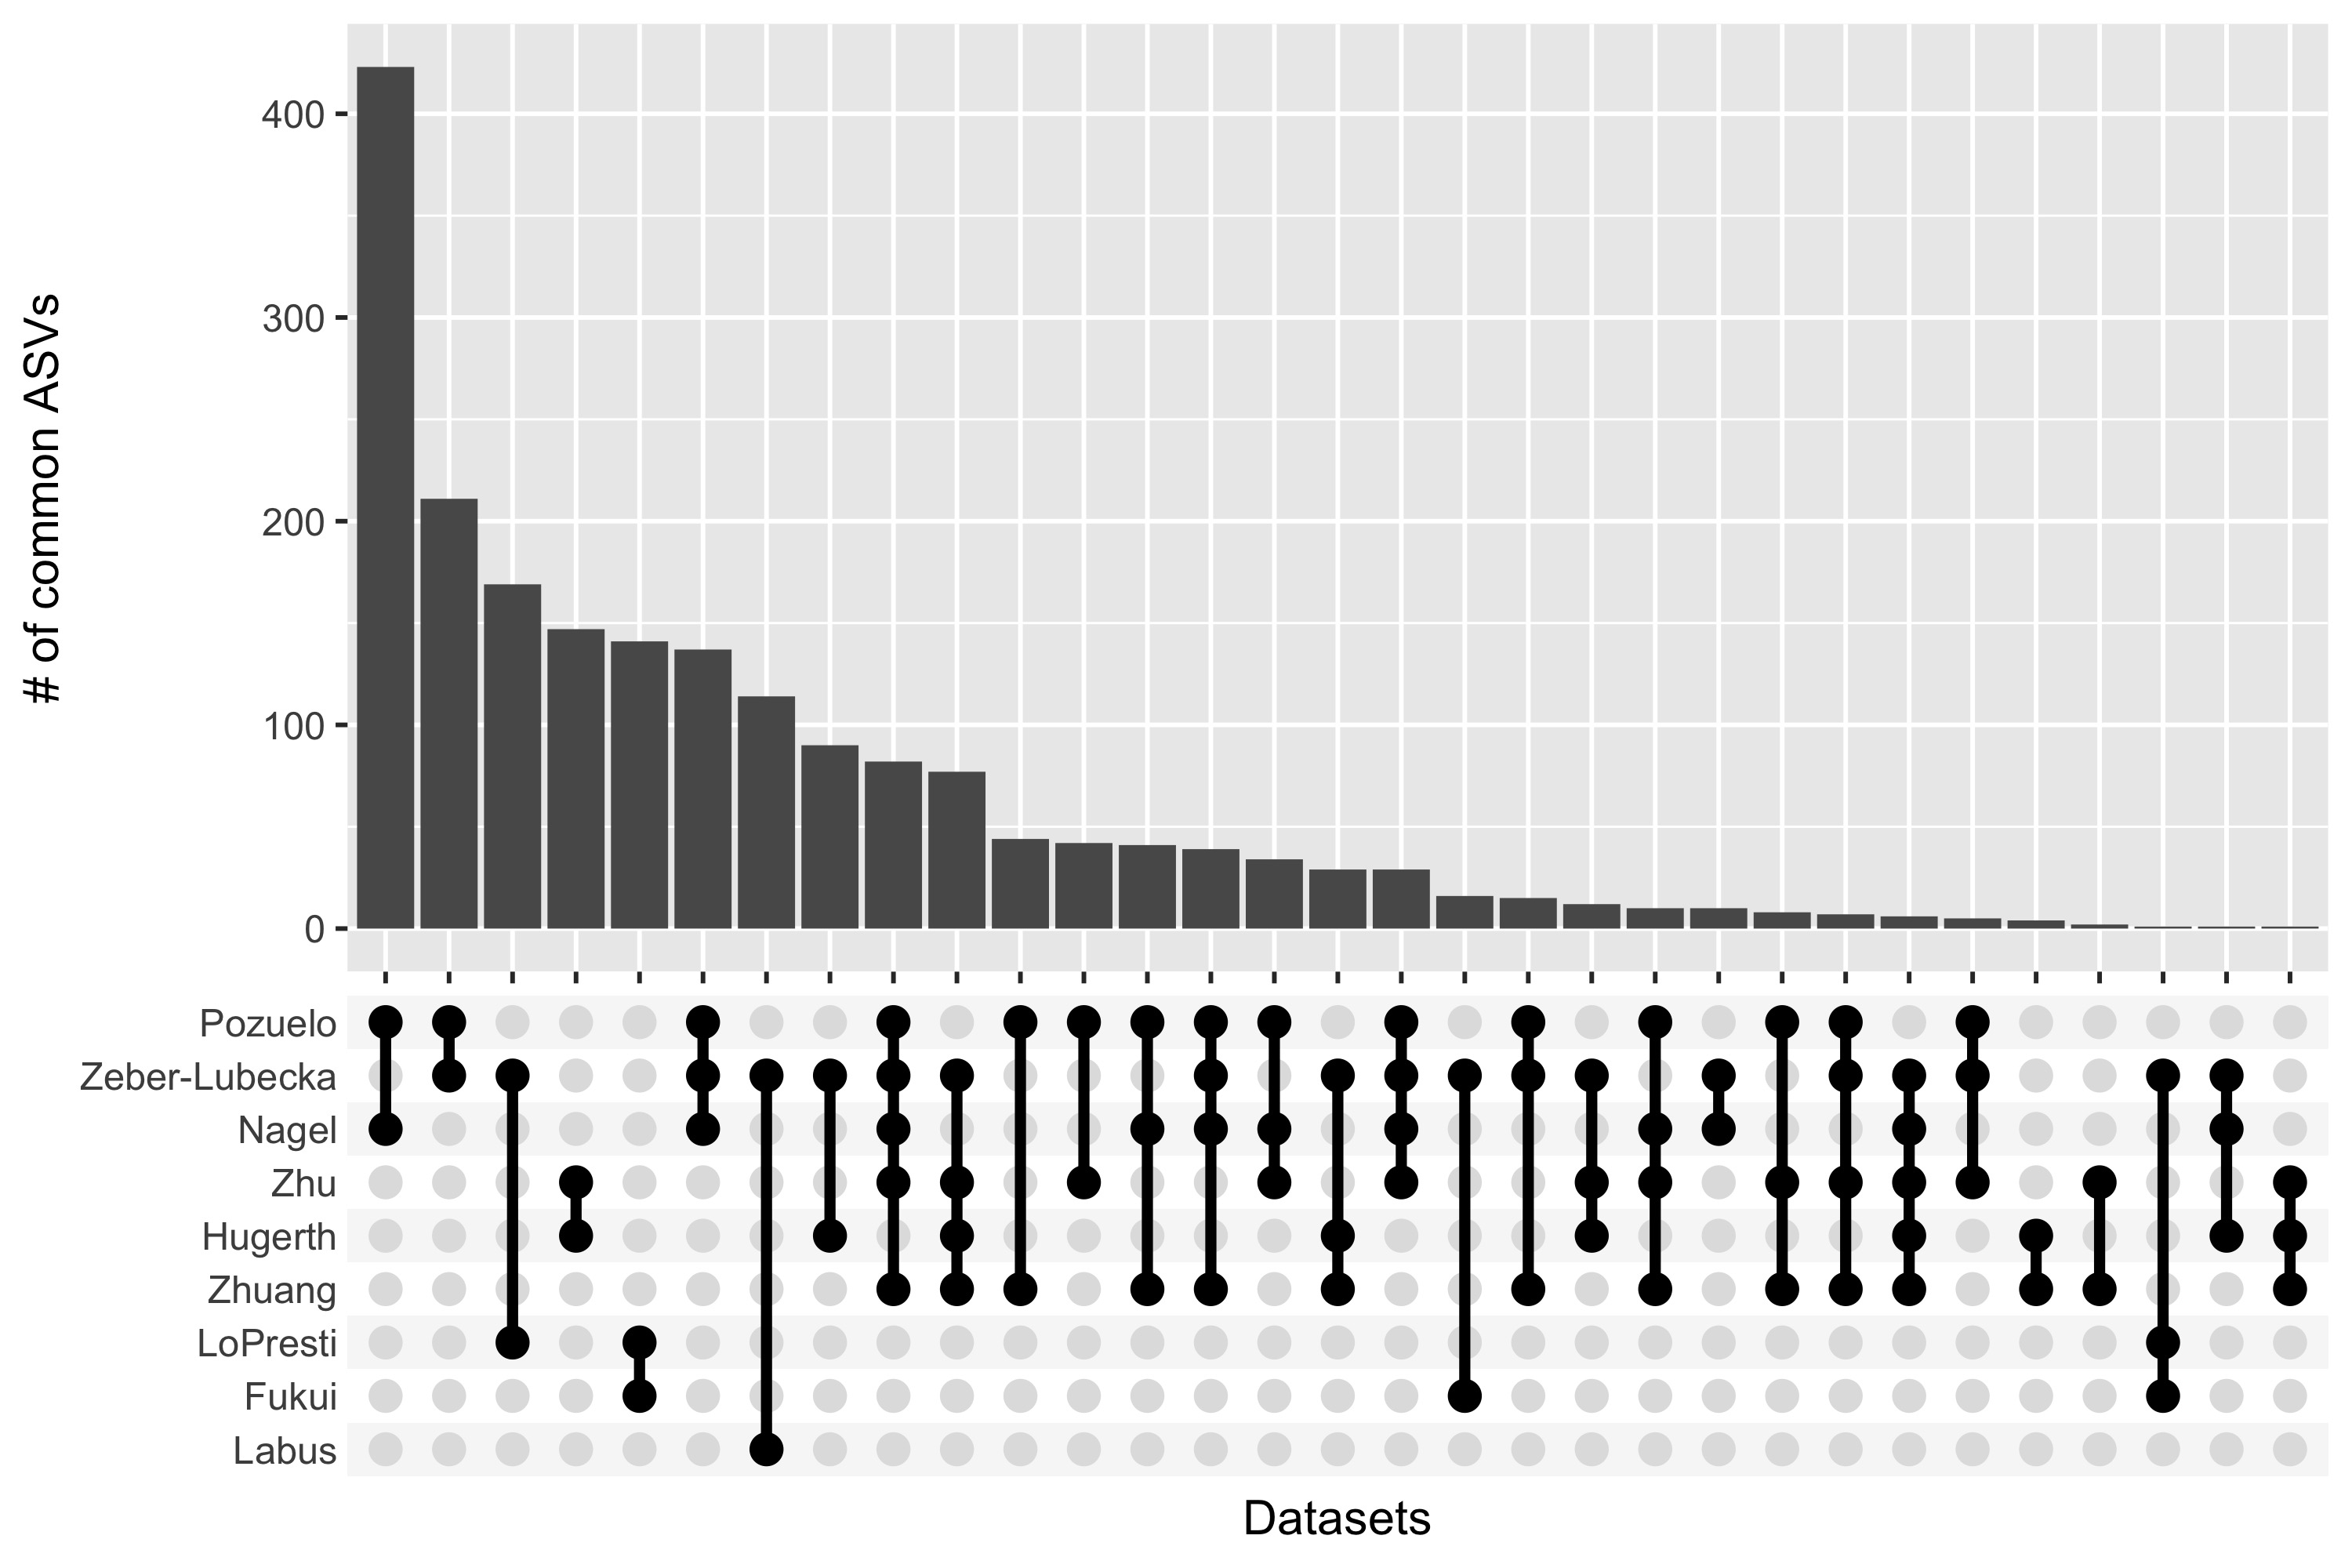 # of common ASVs
400
300
200
100
0
Pozuelo
Zeber-Lubecka
Nagel
Zhu
Hugerth
Zhuang
LoPresti
Fukui
Labus
Datasets